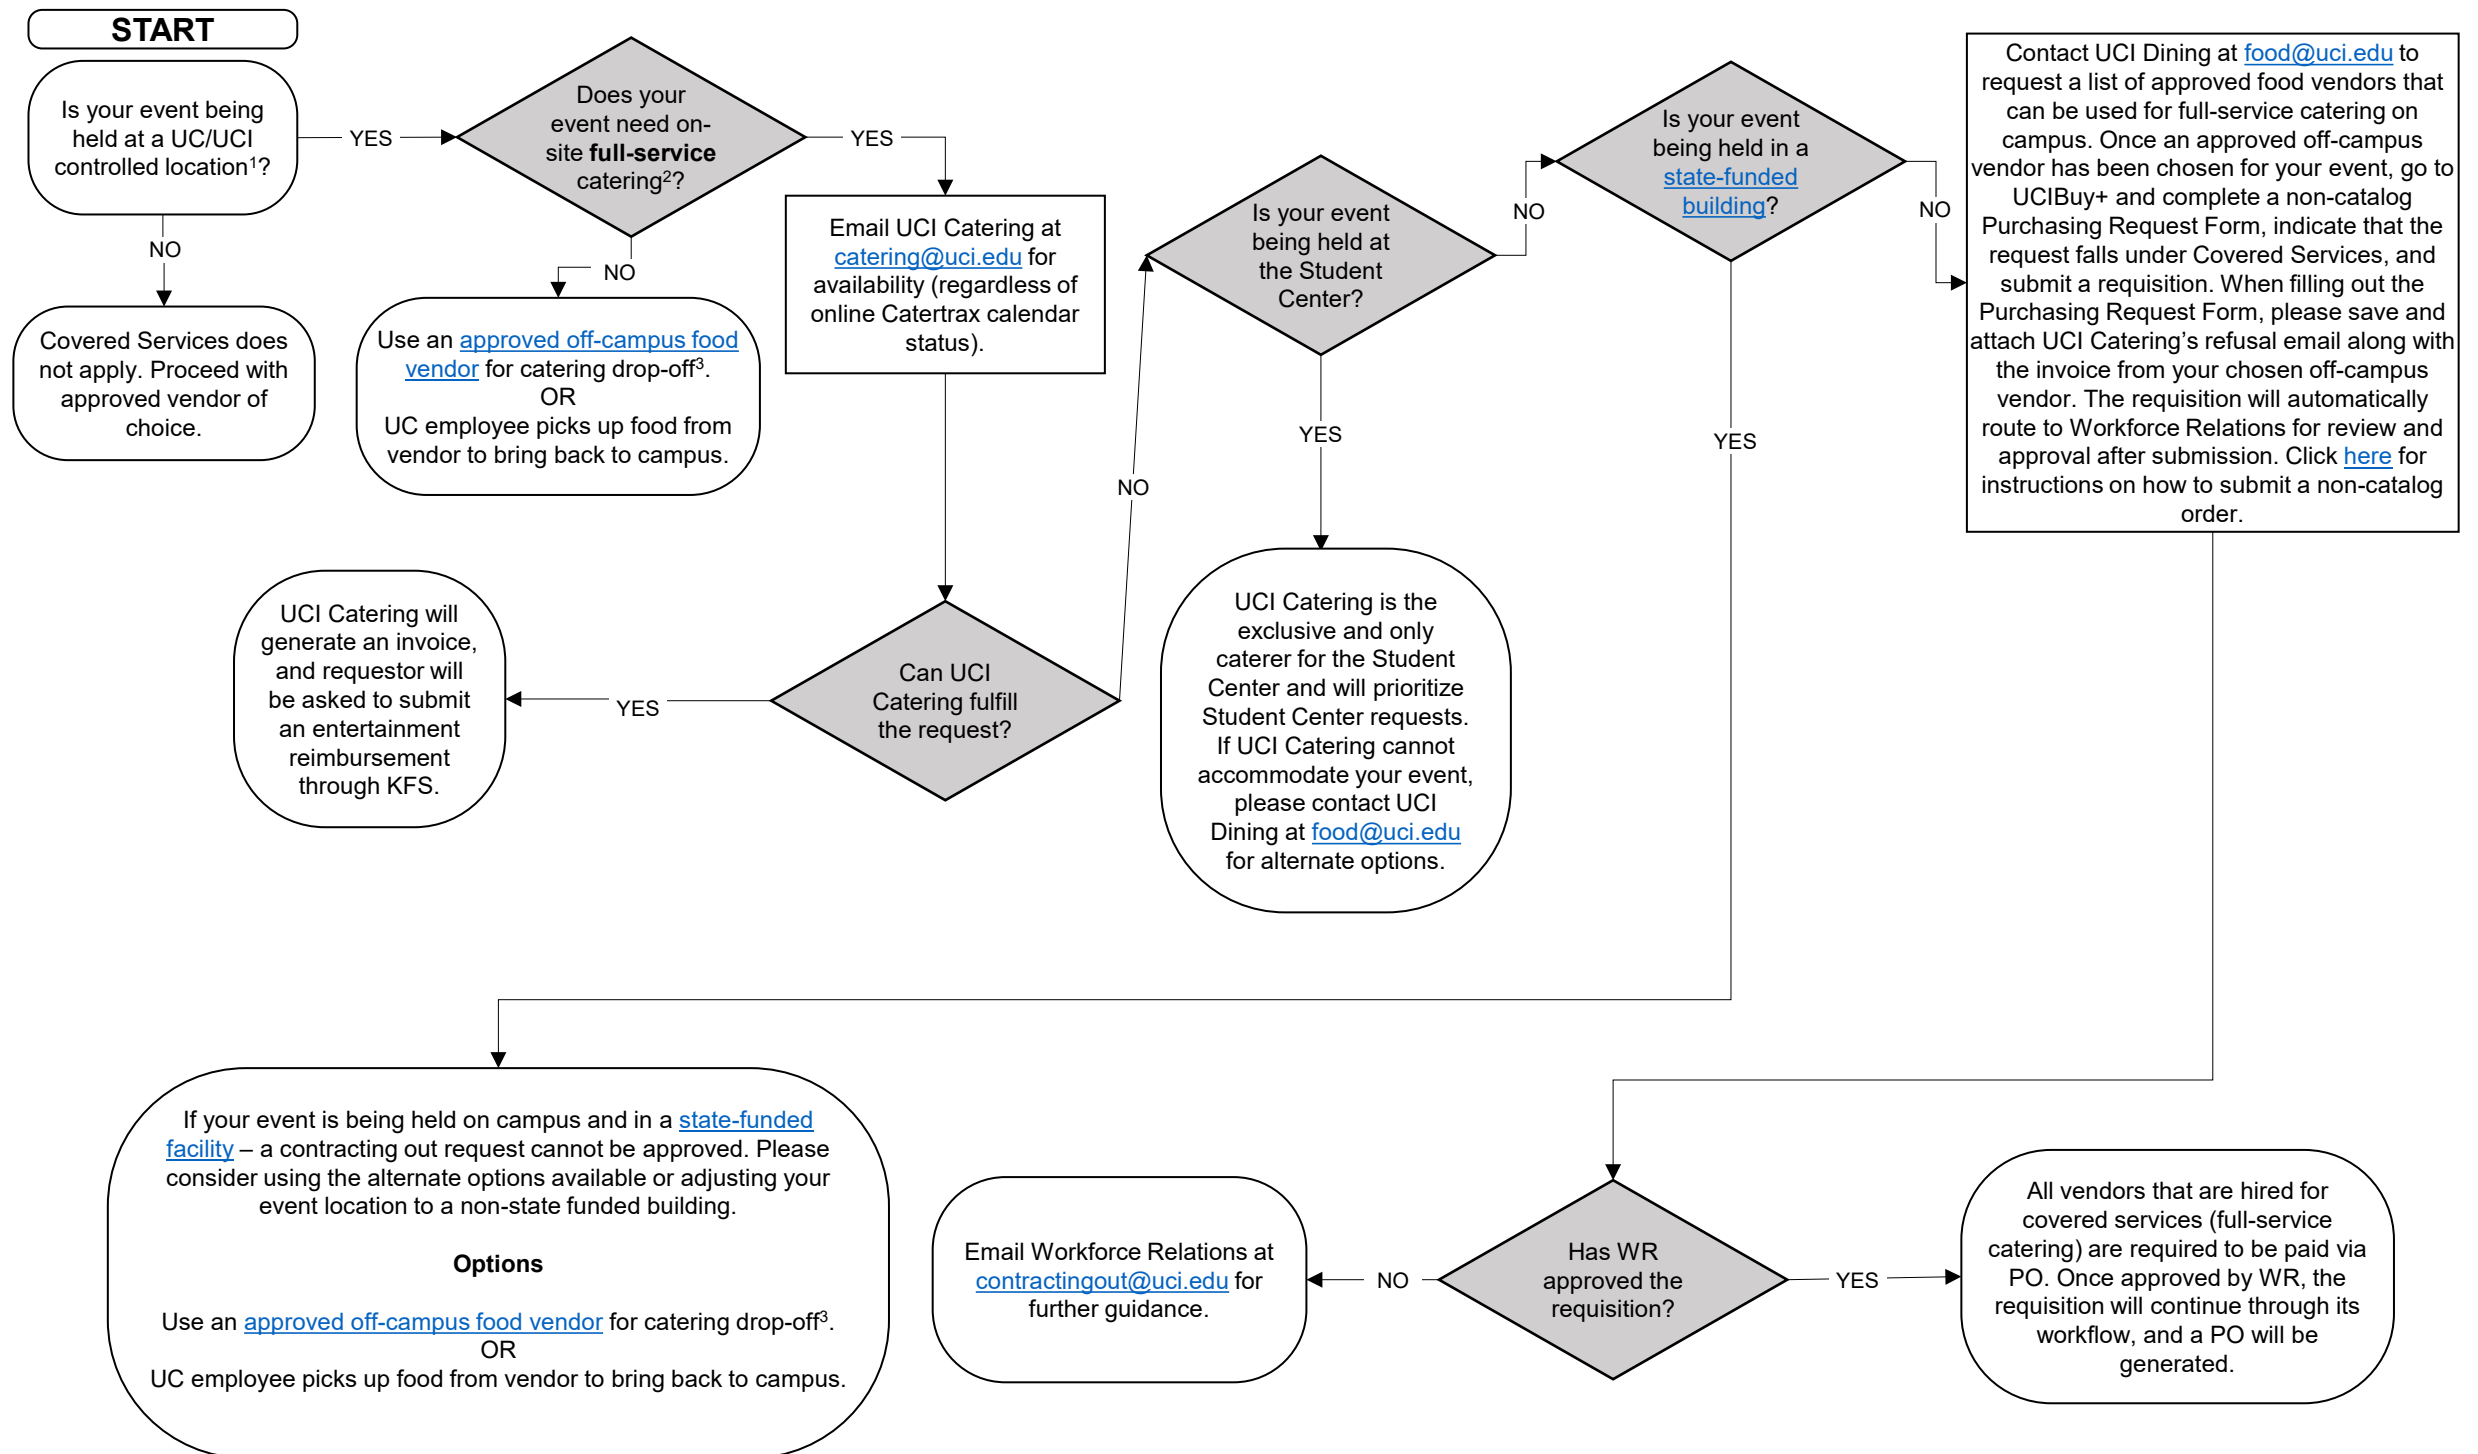 START
Is your event being
held at a UC/UCI
controlled location¹?
YES
NO
Covered Services does
not apply. Proceed with
approved vendor of
choice.
Does your
event need on-
site full-service
catering²?
YES
NO
Use an approved off-campus food
vendor for catering drop-off³.
OR
UC employee picks up food from
vendor to bring back to campus.
Email UCI Catering at
catering@uci.edu for
availability (regardless of
online Catertrax calendar
status).
Can UCI
Catering fulfill
the request?
YES
UCI Catering will
generate an invoice,
and requestor will
be asked to submit
an entertainment
reimbursement
through KFS.
NO
Is your event
being held at
the Student
Center?
YES
UCI Catering is the
exclusive and only
caterer for the Student
Center and will prioritize
Student Center requests.
If UCI Catering cannot
accommodate your event,
please contact UCI
Dining at food@uci.edu
for alternate options.
NO
Is your event
being held in a
state-funded
building?
YES
If your event is being held on campus and in a state-funded
facility – a contracting out request cannot be approved. Please
consider using the alternate options available or adjusting your
event location to a non-state funded building.
Options
Use an approved off-campus food vendor for catering drop-off³.
OR
UC employee picks up food from vendor to bring back to campus.
NO
Contact UCI Dining at food@uci.edu to
request a list of approved food vendors that
can be used for full-service catering on
campus. Once an approved off-campus
vendor has been chosen for your event, go to
UCIBuy+ and complete a non-catalog
Purchasing Request Form, indicate that the
request falls under Covered Services, and
submit a requisition. When filling out the
Purchasing Request Form, please save and
attach UCI Catering’s refusal email along with
the invoice from your chosen off-campus
vendor. The requisition will automatically
route to Workforce Relations for review and
approval after submission. Click here for
instructions on how to submit a non-catalog
order.
Has WR
approved the
requisition?
NO
Email Workforce Relations at
contractingout@uci.edu for
further guidance.
YES
All vendors that are hired for
covered services (full-service
catering) are required to be paid via
PO. Once approved by WR, the
requisition will continue through its
workflow, and a PO will be
generated.